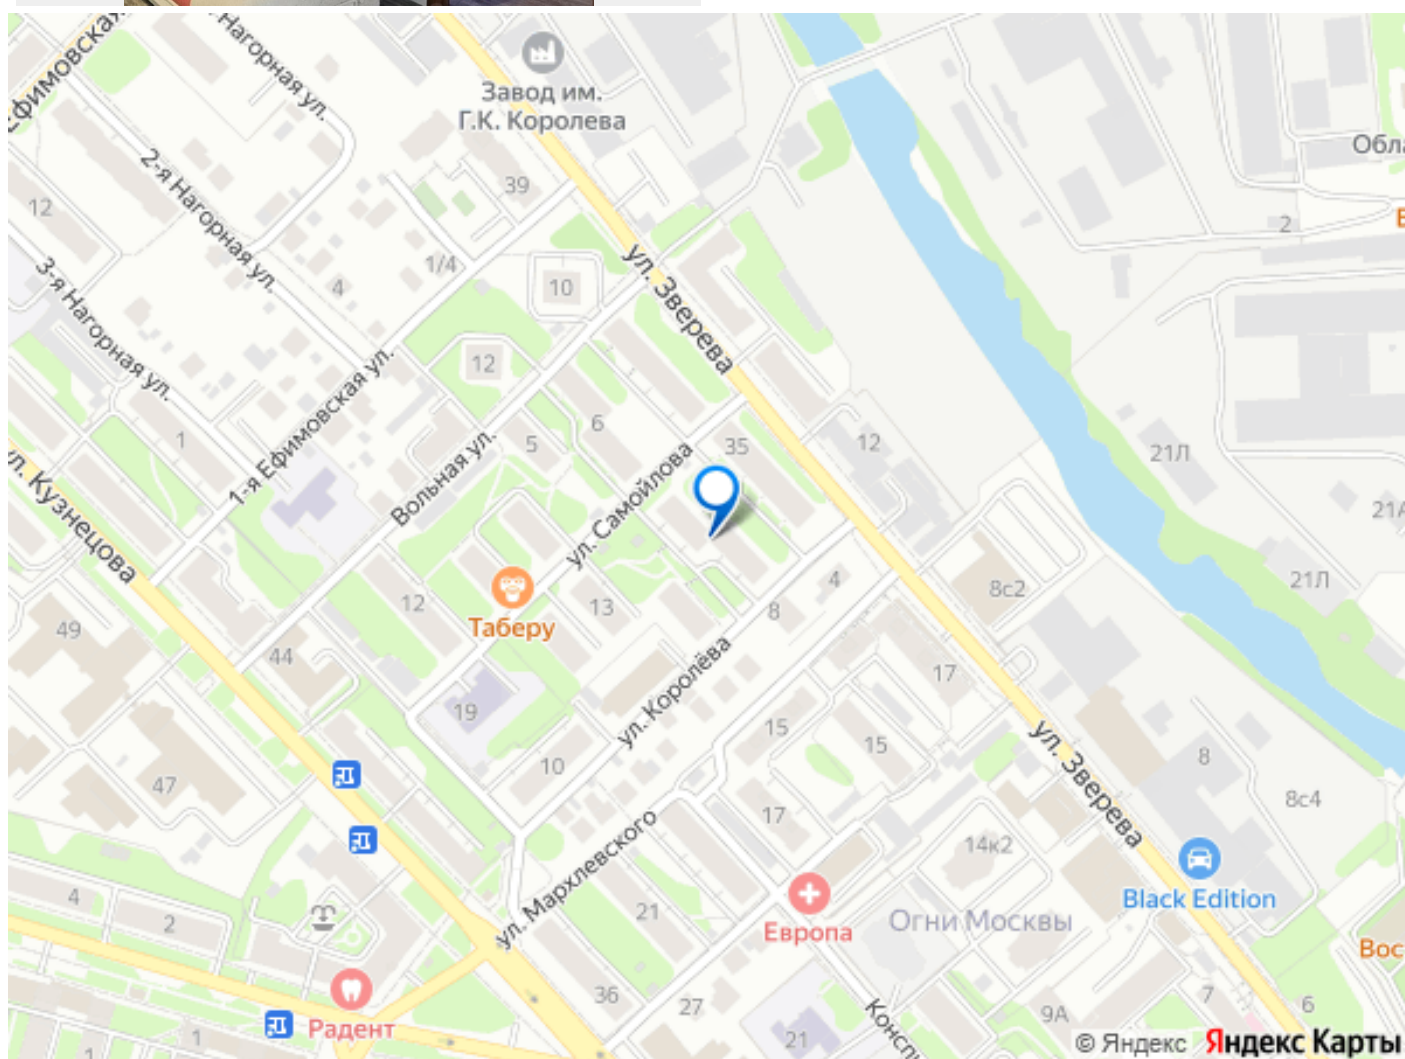 Нагорная ул.
Завод им.
Г.К. Королева
39
12
2-я Нагорная ул.
1/4
4
10
ул. Зверева
2
3-я Нагорная ул.
12
6
5
35
12
21Л
1
1-я Ефимовская ул.
Вольная ул.
ул. Самойлова
ул. Кузнецова
8с2
21Л
12
13
4
8
Таберу
49
44
19
ул. Королёва
17
10
15
15
ул. Зверева
8
8с4
47
17
14к2
ул. Мархлевского
4
2
21
Европа
Огни Москвы
Black Edition
Радент
36
27
21
9А
7
6
1
1
© Яндекс
Яндекс Карты